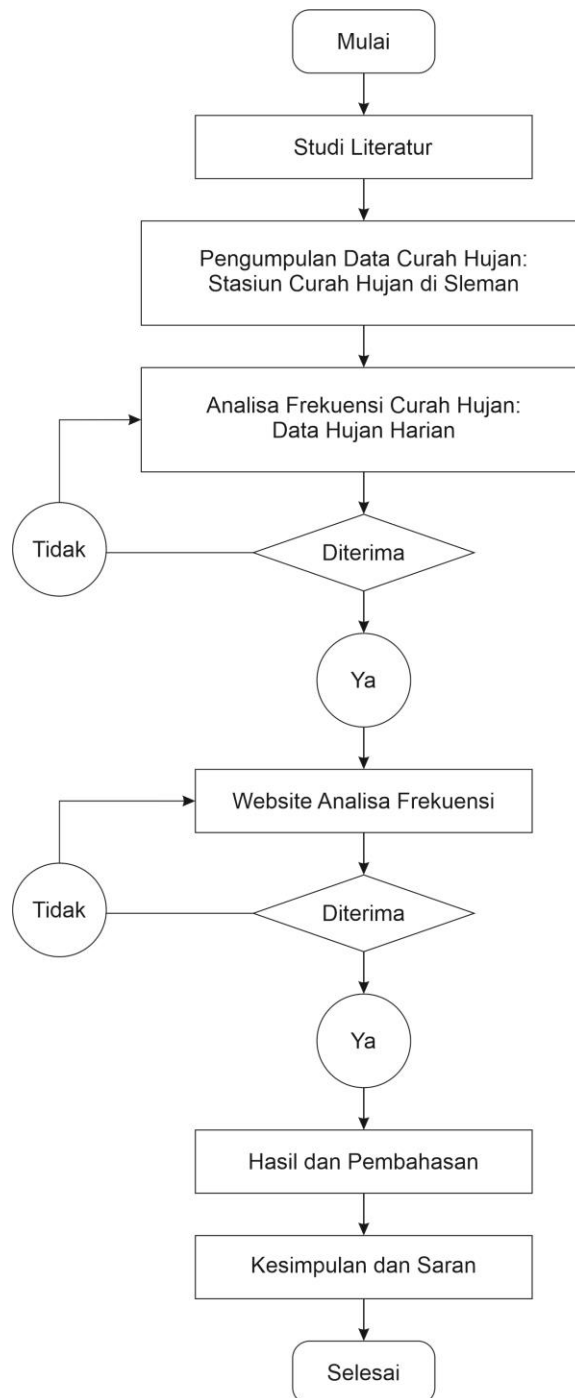 Mulai
Studi Literatur
Pengumpulan Data Curah Hujan:
Stasiun Curah Hujan di Sleman
Analisa Frekuensi Curah Hujan:
Data Hujan Harian
Tidak
Diterima
Ya
Website Analisa Frekuensi
Tidak
Diterima
Ya
Hasil dan Pembahasan
Kesimpulan dan Saran
Selesai